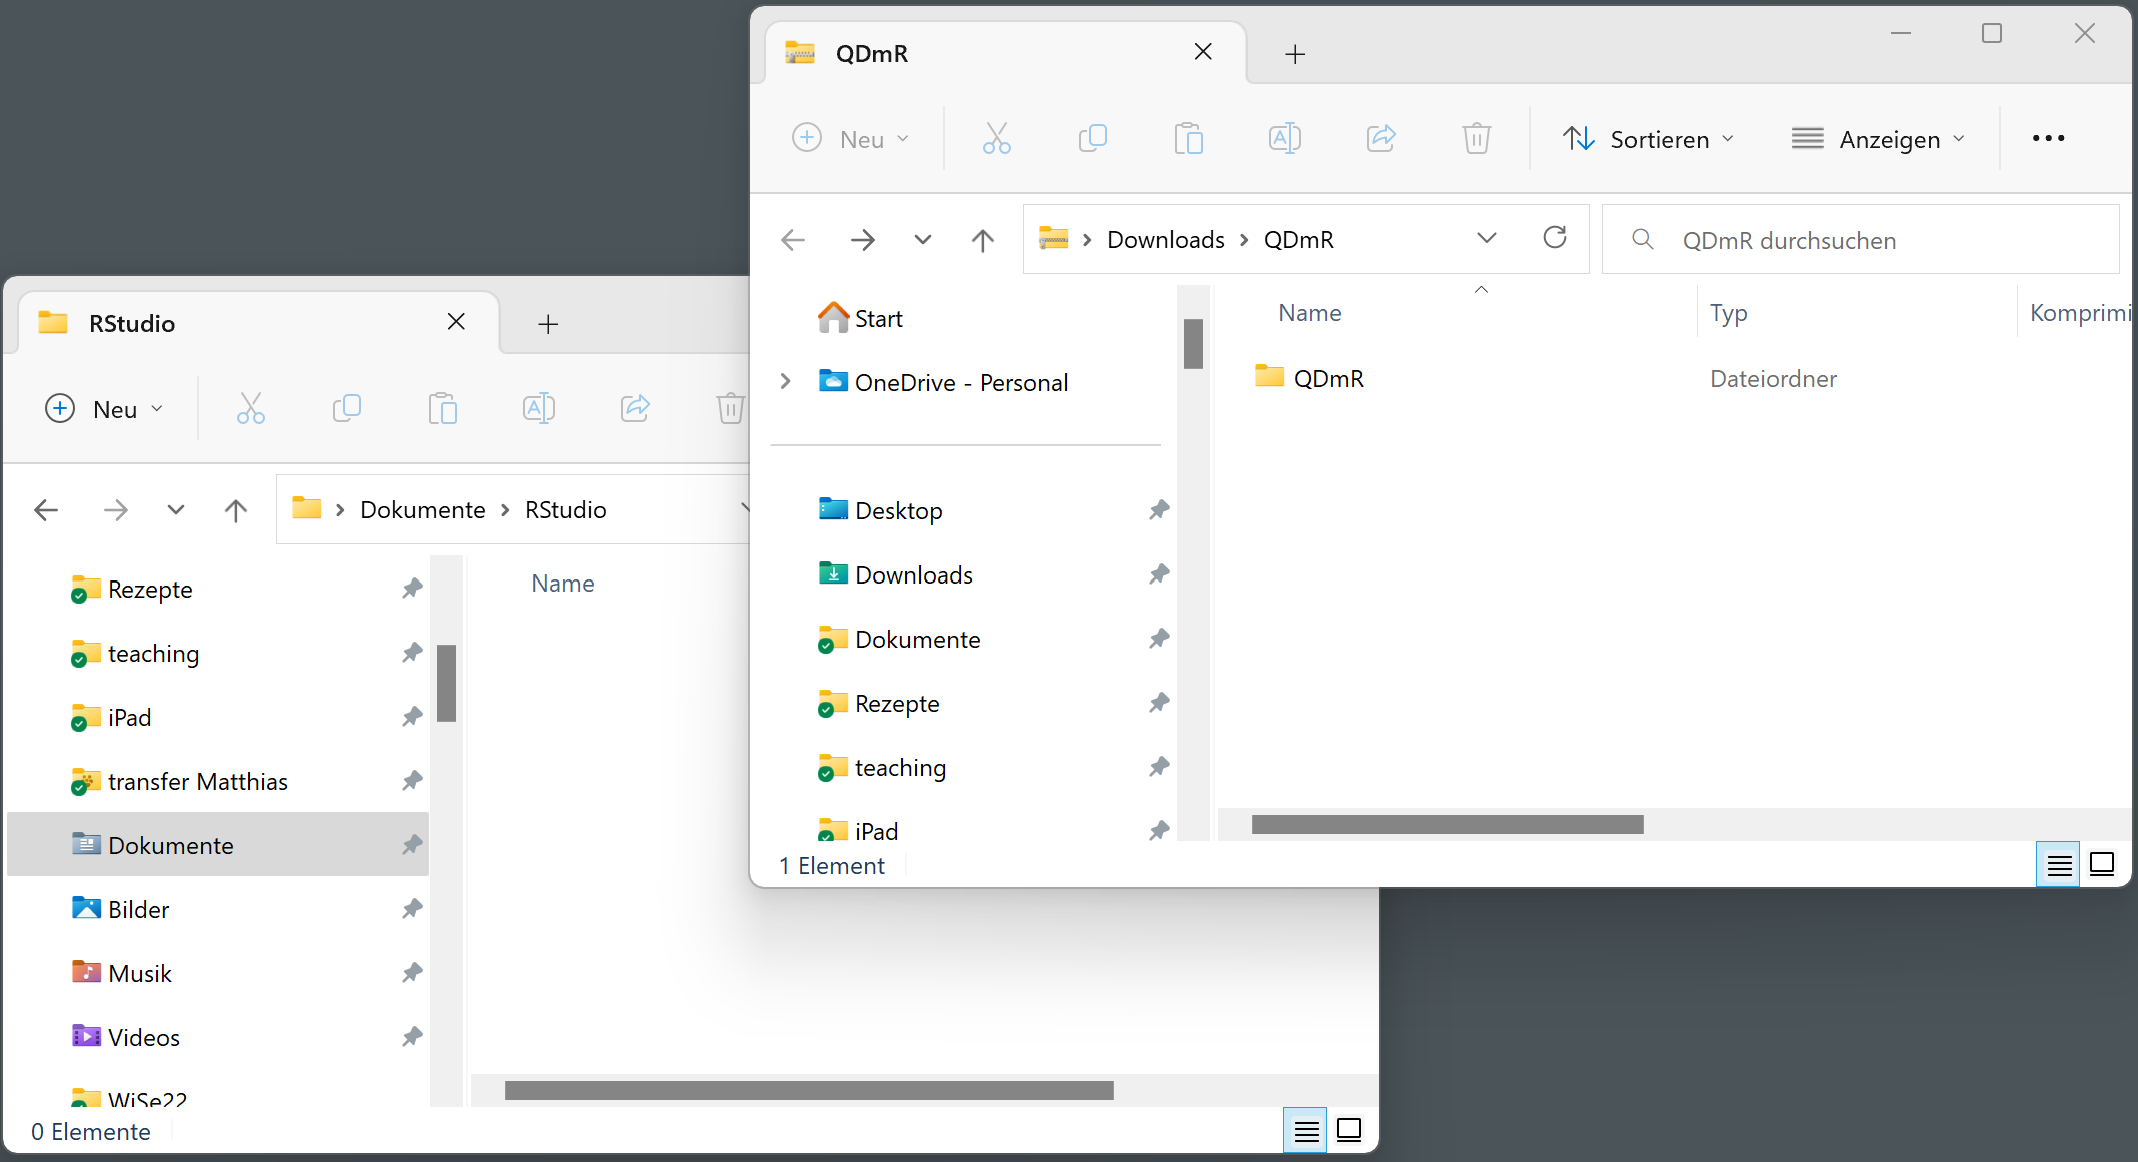 QDmR
Neu
Sortieren
Anzeigen
Downloads QDmR
QDmR durchsuchen
Start
OneDrive - Personal
Desktop
Downloads
Dokumente
Rezepte
teaching
iPad
Name Typ Komprimi
QDmR Dateiordner
1 Element
RStudio
Neu
Dokumente RStudio
Rezepte
teaching
iPad
transfer Matthias
Dokumente
Bilder
Musik
Videos
WiSe22
Name
0 Elemente